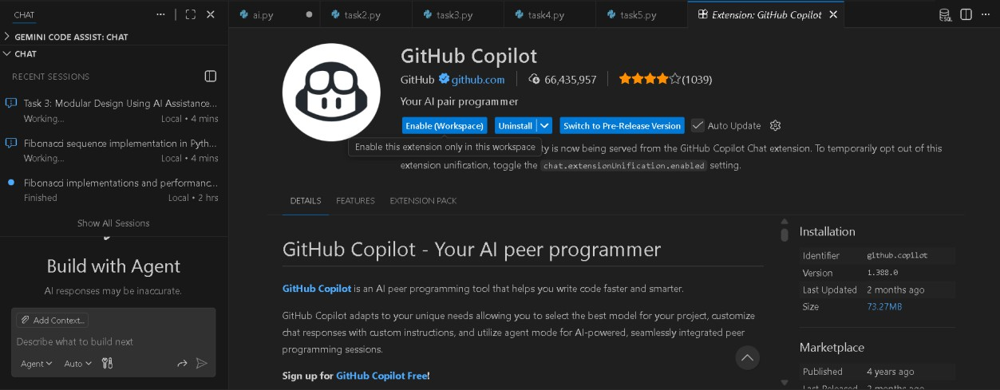 CHAT
GEMINI CODE ASSIST: CHAT
CHAT
RECENT SESSIONS
Task 3: Modular Design Using AI Assistance...
Working...
Local • 4 mins
Fibonacci sequence implementation in Pyth...
Working...
Local • 4 mins
Fibonacci implementations and performanc...
Finished
Local • 2 hrs
Show All Sessions
Build with Agent
AI responses may be inaccurate.
Add Context...
Describe what to build next
Agent
Auto
ai.py
task2.py
task3.py
task4.py
task5.py
Extension: GitHub Copilot
SQL
GitHub Copilot
GitHub github.com 66,435,957 (1039)
Your AI pair programmer
Enable (Workspace) Uninstall Switch to Pre-Release Version Auto Update
Enable this extension only in this workspace
ty is now being served from the GitHub Copilot Chat extension. To temporarily opt out of this
extension unification, toggle the chat.extensionUnification.enabled setting.
DETAILS FEATURES EXTENSION PACK
GitHub Copilot - Your AI peer programmer
GitHub Copilot is an AI peer programming tool that helps you write code faster and smarter.
GitHub Copilot adapts to your unique needs allowing you to select the best model for your project, customize
chat responses with custom instructions, and utilize agent mode for AI-powered, seamlessly integrated peer
programming sessions.
Sign up for GitHub Copilot Free!
Installation
Identifier github.copilot
Version 1.388.0
Last Updated 2 months ago
Size 73.27MB
Marketplace
Published 4 years ago
Last Released 2 months ago